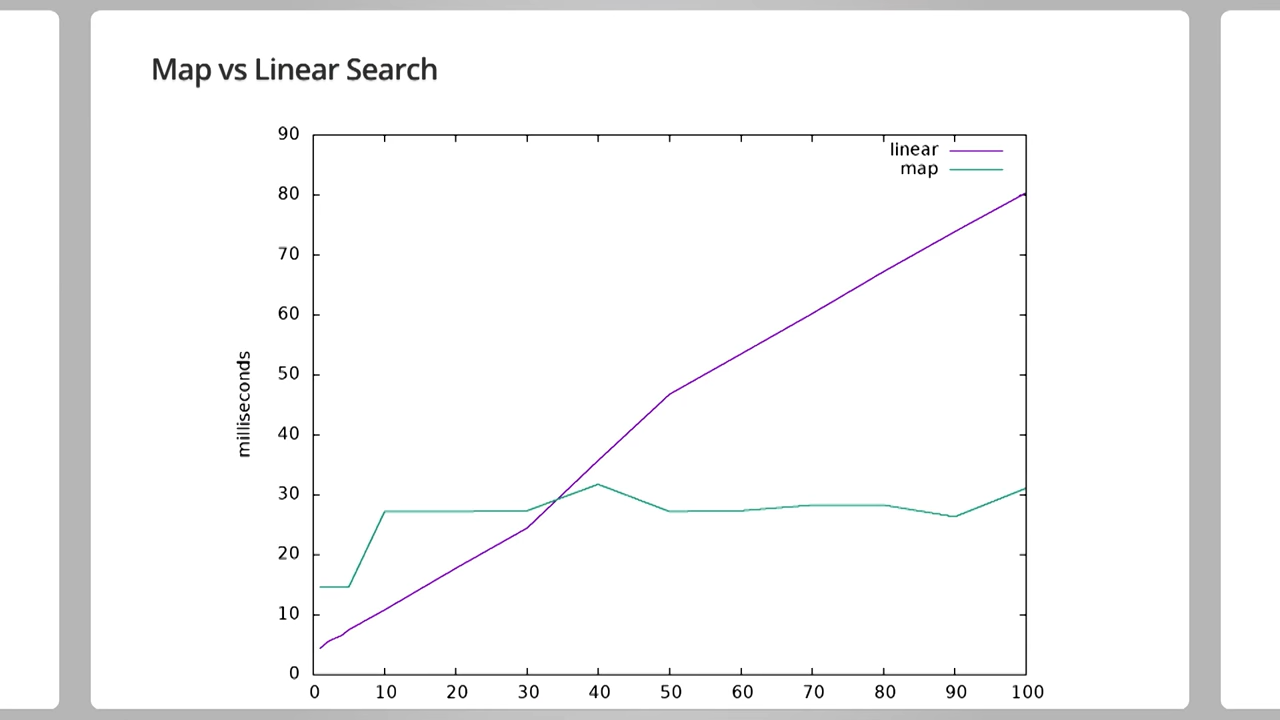 Map vs Linear Search
90
80
70
60
50
40
30
20
10
0
milliseconds
linear
map
0 10 20 30 40 50 60 70 80 90 100